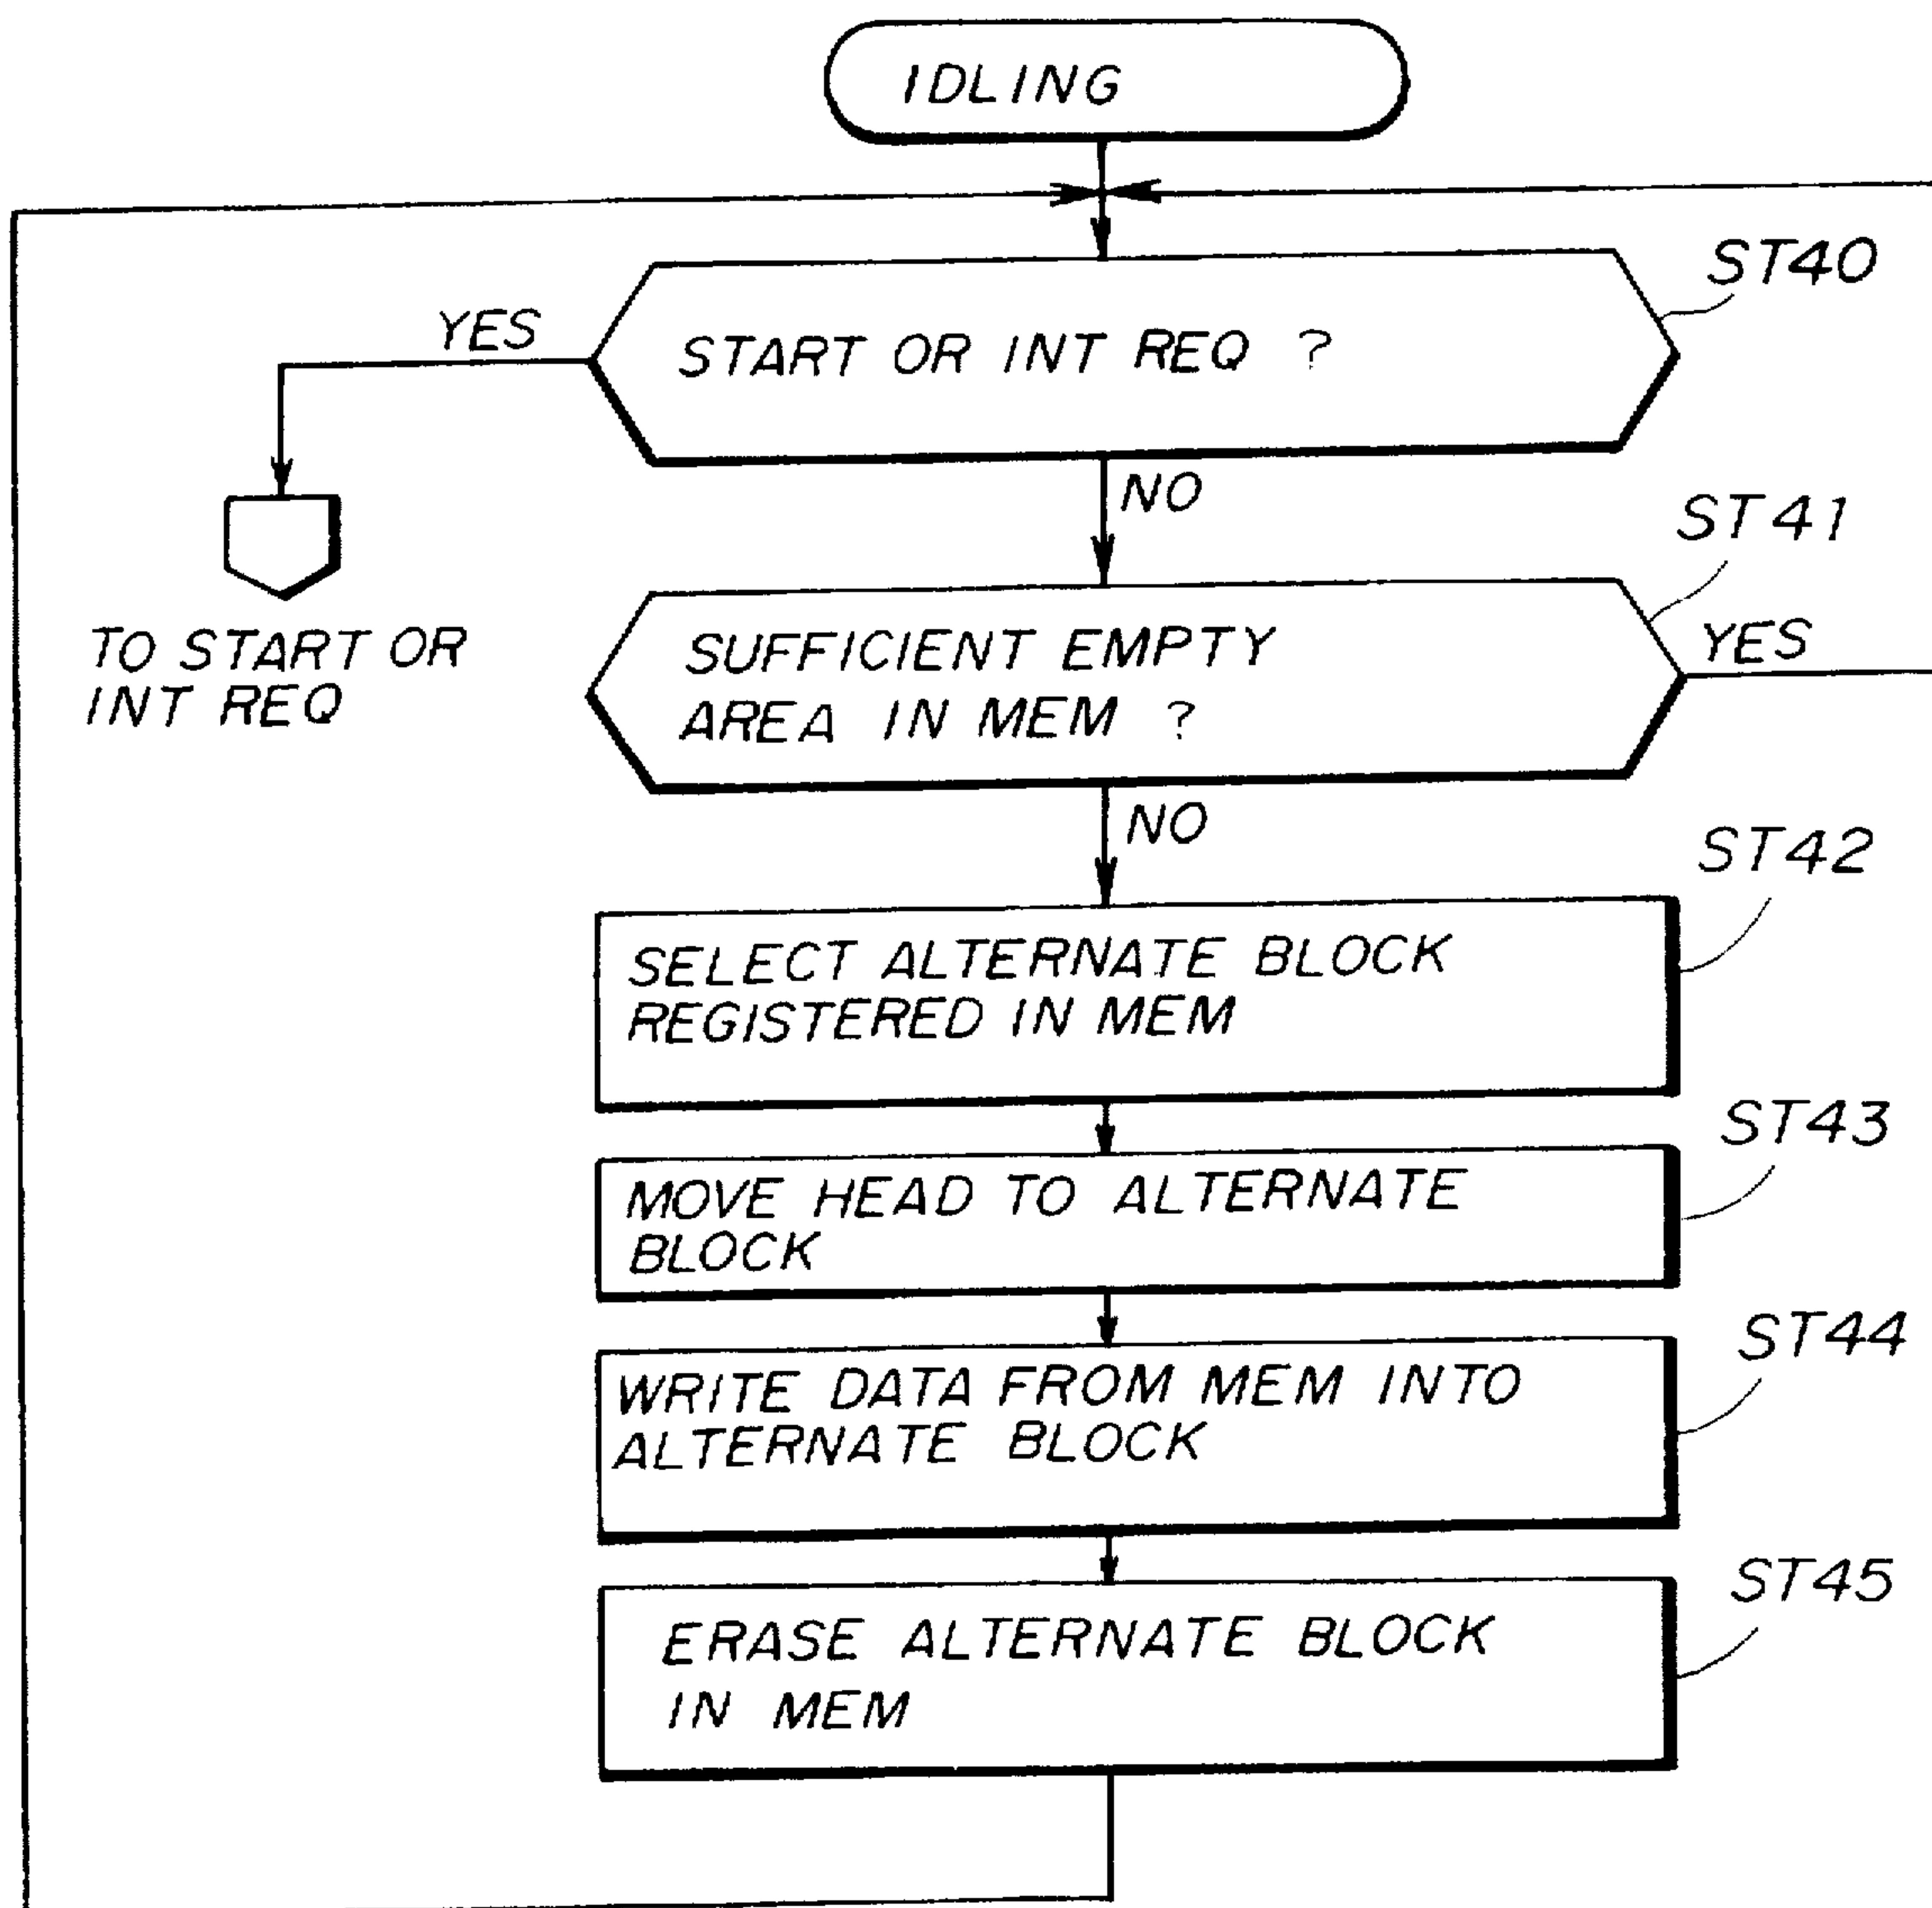 IDLING
ST40
YES
START OR INT REQ ?
NO
ST41
TO START OR
INT REQ
SUFFICIENT EMPTY
AREA IN MEM ?
YES
NO
ST42
SELECT ALTERNATE BLOCK
REGISTERED IN MEM
ST43
MOVE HEAD TO ALTERNATE
BLOCK
ST44
WRITE DATA FROM MEM INTO
ALTERNATE BLOCK
ST45
ERASE ALTERNATE BLOCK
IN MEM